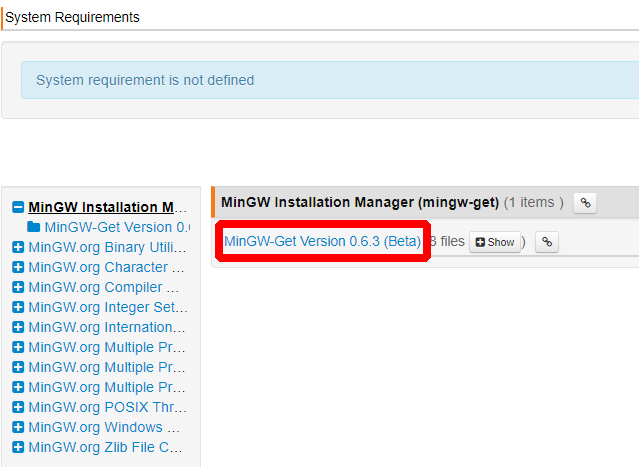 System Requirements
System requirement is not defined
MinGW Installation M...
MinGW-Get Version 0.
MinGW.org Binary Utili...
MinGW.org Character ...
MinGW.org Compiler ...
MinGW.org Integer Set...
MinGW.org Internation...
MinGW.org Multiple Pr...
MinGW.org Multiple Pr...
MinGW.org Multiple Pr...
MinGW.org POSIX Thr...
MinGW.org Windows ...
MinGW.org Zlib File C...
MinGW Installation Manager (mingw-get) (1 items )
MinGW-Get Version 0.6.3 (Beta) 3 files Show )